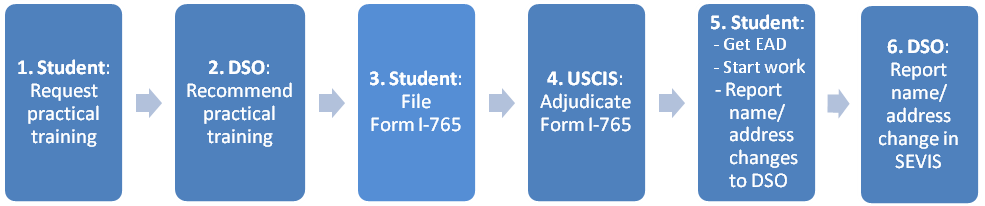 1. Student:
Request
practical
training
2. DSO:
Recommend
practical
training
3. Student:
File
Form I-765
4. USCIS:
Adjudicate
Form I-765
5. Student:
- Get EAD
- Start work
- Report
name/
address
changes
to DSO
6. DSO:
Report
name/
address
change in
SEVIS